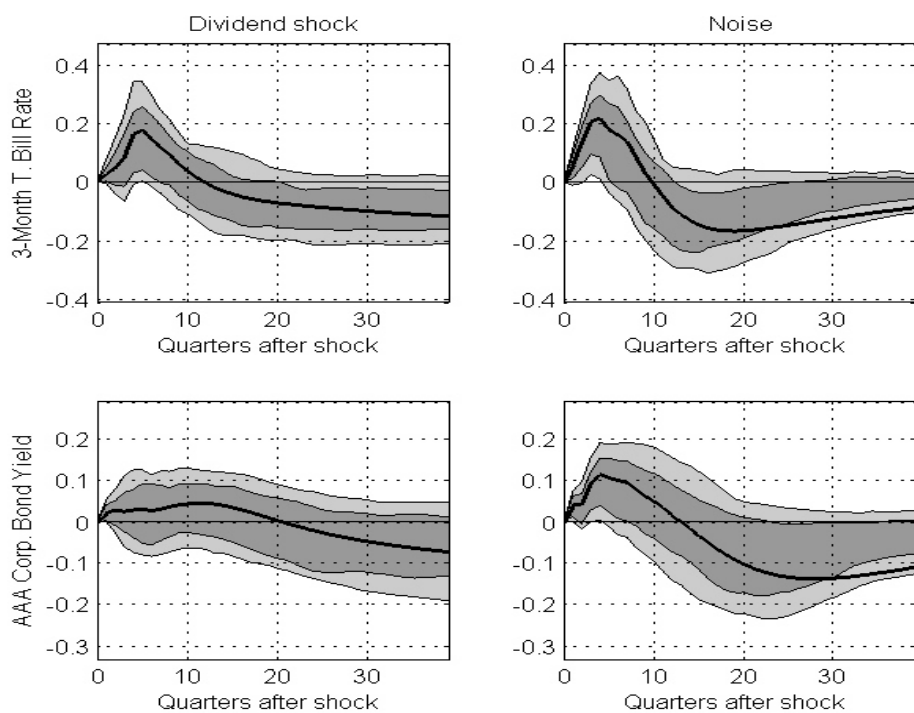 Dividend shock
Noise
3-Month T. Bill Rate
0.4
0.2
0
-0.2
-0.4
0 10 20 30
Quarters after shock
0.4
0.2
0
-0.2
-0.4
0 10 20 30
Quarters after shock
AAA Corp. Bond Yield
0.2
0.1
0
-0.1
-0.2
-0.3
0 10 20 30
Quarters after shock
0.2
0.1
0
-0.1
-0.2
-0.3
0 10 20 30
Quarters after shock